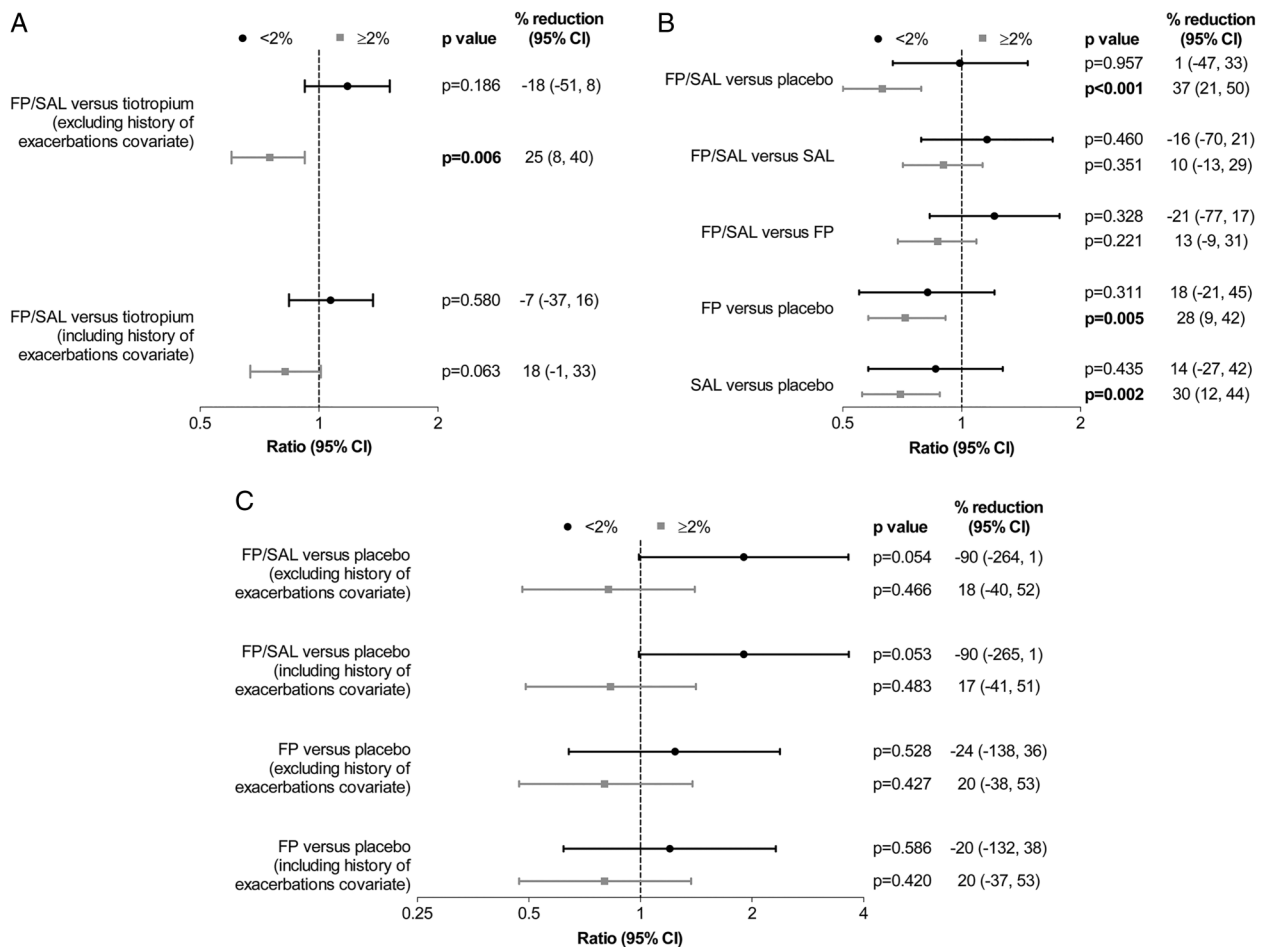 A
<2% ≥2% p value % reduction (95% CI)
FP/SAL versus tiotropium
(excluding history of
exacerbations covariate)
p=0.186 -18 (-51, 8)
p=0.006 25 (8, 40)
FP/SAL versus tiotropium
(including history of
exacerbations covariate)
p=0.580 -7 (-37, 16)
p=0.063 18 (-1, 33)
0.5 1 2
Ratio (95% CI)
B
<2% ≥2% p value % reduction (95% CI)
FP/SAL versus placebo
p=0.957 1 (-47, 33)
p<0.001 37 (21, 50)
FP/SAL versus SAL
p=0.460 -16 (-70, 21)
p=0.351 10 (-13, 29)
FP/SAL versus FP
p=0.328 -21 (-77, 17)
p=0.221 13 (-9, 31)
FP versus placebo
p=0.311 18 (-21, 45)
p=0.005 28 (9, 42)
SAL versus placebo
p=0.435 14 (-27, 42)
p=0.002 30 (12, 44)
0.5 1 2
Ratio (95% CI)
C
<2% ≥2% p value % reduction (95% CI)
FP/SAL versus placebo
(excluding history of
exacerbations covariate)
p=0.054 -90 (-264, 1)
p=0.466 18 (-40, 52)
FP/SAL versus placebo
(including history of
exacerbations covariate)
p=0.053 -90 (-265, 1)
p=0.483 17 (-41, 51)
FP versus placebo
(excluding history of
exacerbations covariate)
p=0.528 -24 (-138, 36)
p=0.427 20 (-38, 53)
FP versus placebo
(including history of
exacerbations covariate)
p=0.586 -20 (-132, 38)
p=0.420 20 (-37, 53)
0.25 0.5 1 2 4
Ratio (95% CI)